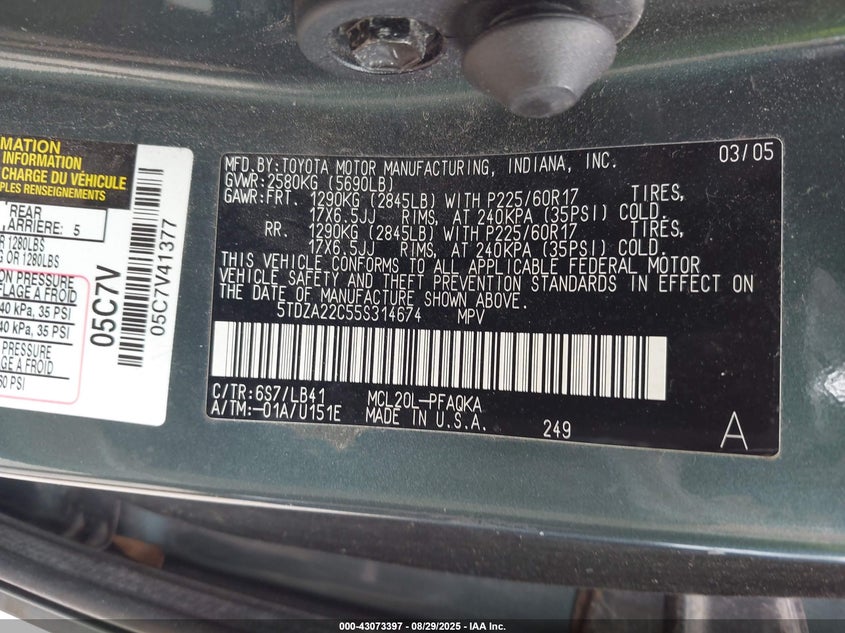 MATION
INFORMATION
CHARGE DU VÉHICULE
PLES RENSEIGNEMENTS
REAR
ARRIÈRE: 5
R 1280LBS
G OR 1280LBS
ON PRESSURE
FLAGE A FROID
40 kPa, 35 PSI
40 kPa, 35 PSI
PRESSURE
AGE A FROID
60 PSI
05C7V
05C7V41377
MFD.BY:TOYOTA MOTOR MANUFACTURING, INDIANA, INC. 03/05
GVWR:2580KG (5690LB)
GAWR:FRT. 1290KG (2845LB) WITH P225/60R17 TIRES,
17X6.5JJ RIMS, AT 240KPA (35PSI) COLD.
RR. 1290KG (2845LB) WITH P225/60R17 TIRES,
17X6.5JJ RIMS, AT 240KPA (35PSI) COLD.
THIS VEHICLE CONFORMS TO ALL APPLICABLE FEDERAL MOTOR
VEHICLE SAFETY AND THEFT PREVENTION STANDARDS IN EFFECT ON
THE DATE OF MANUFACTURE SHOWN ABOVE.
5TDZA22C55S314674 MPV
C/TR:6S7/LB41 MCL20L-PFAQKA
A/TM:-01A/U151E MADE IN U.S.A. 249
A
000-43073397 - 08/29/2025 - IAA Inc.